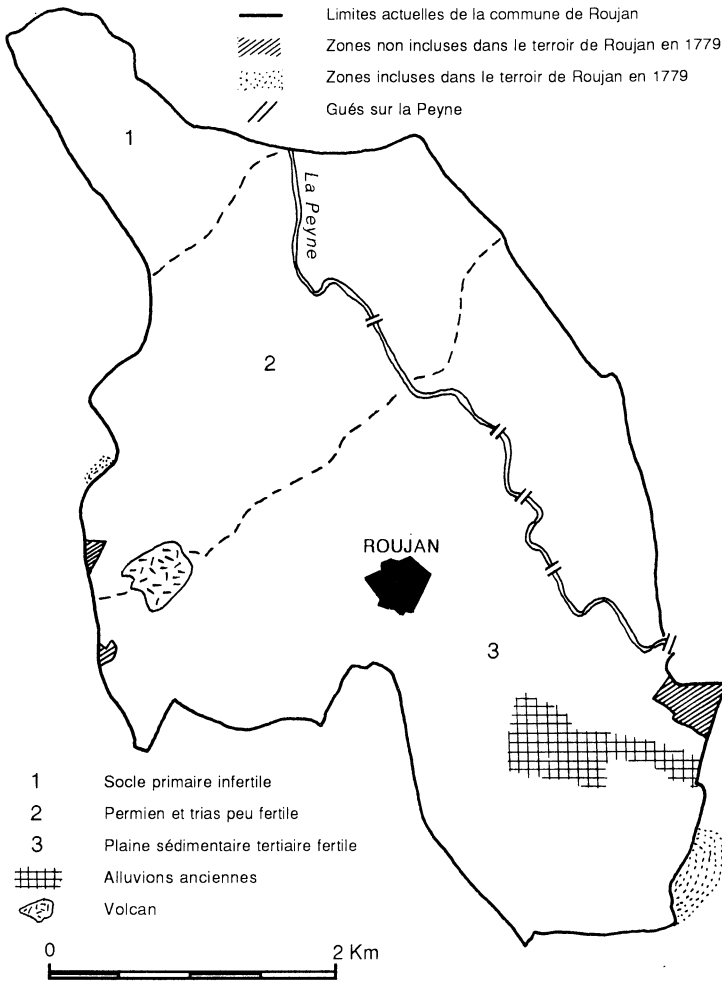 Limites actuelles de la commune de Roujan
Zones non incluses dans le terroir de Roujan en 1779
Zones incluses dans le terroir de Roujan en 1779
Gués sur la Peyne
1
La Peyne
2
ROUJAN
3
1 Socle primaire infertile
2 Permien et trias peu fertile
3 Plaine sédimentaire tertiaire fertile
Alluvions anciennes
Volcan
0 2 Km